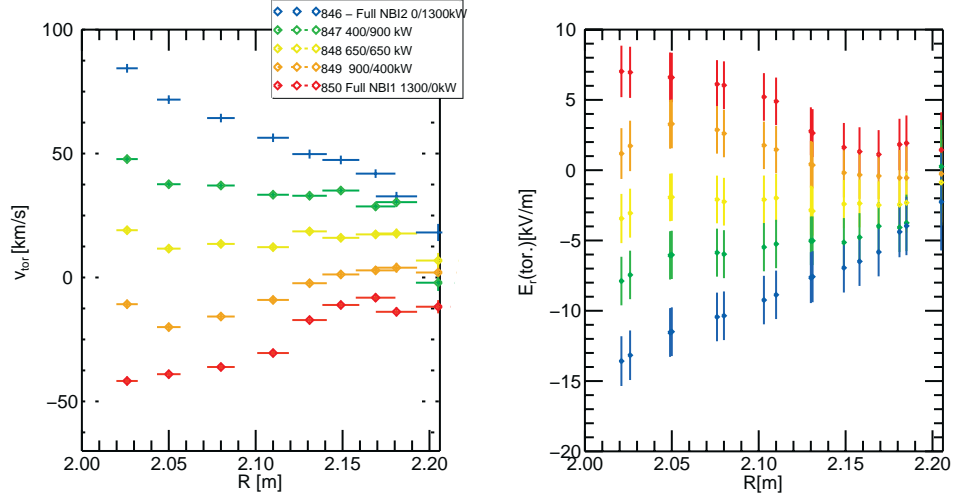 846 – Full NBI2 0/1300kW
847 400/900 kW
848 650/650 kW
849 900/400kW
850 Full NBI1 1300/0kW
100
50
0
−50
v_tor [km/s]
2.00 2.05 2.10 2.15 2.20
R [m]
10
5
0
−5
−10
−15
−20
E_r(tor.)[kV/m]
2.00 2.05 2.10 2.15 2.20
R[m]